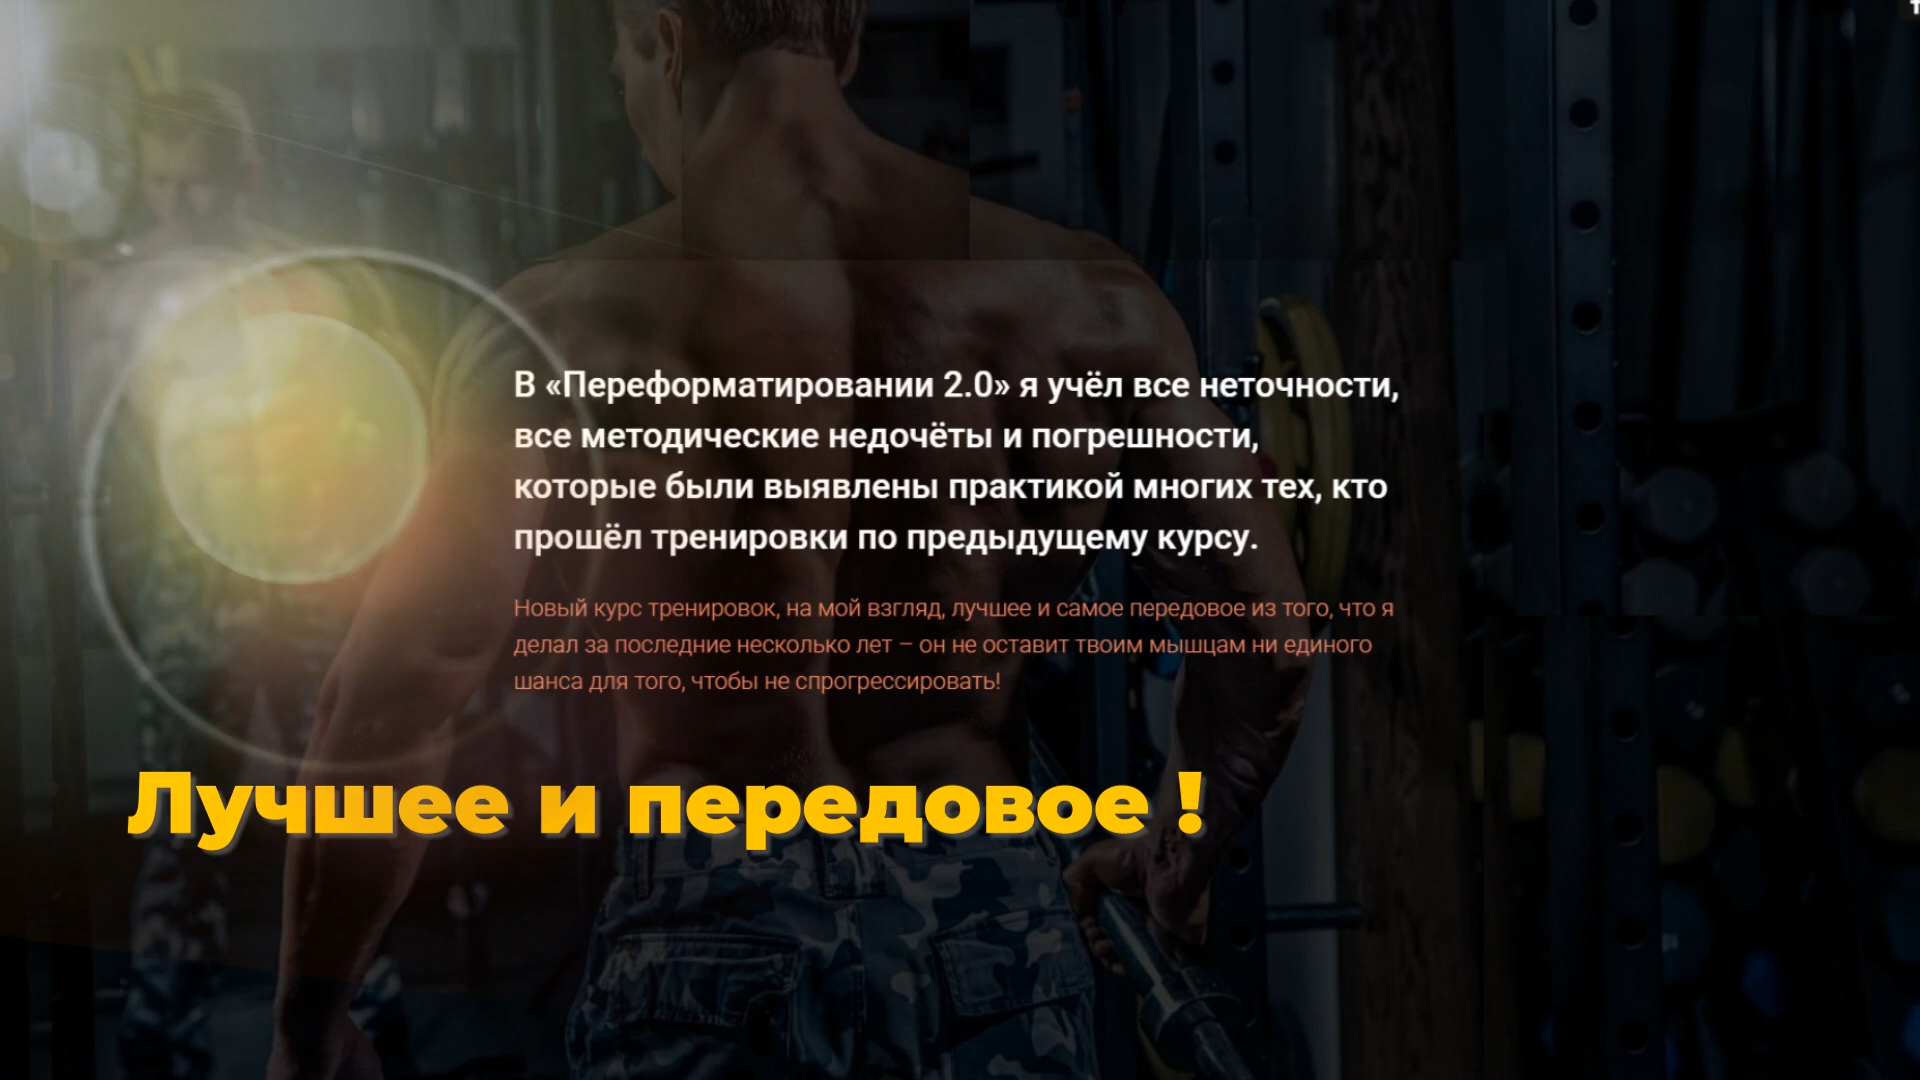 В «Переформатировании 2.0» я учёл все неточности,
все методические недочёты и погрешности,
которые были выявлены практикой многих тех, кто
прошёл тренировки по предыдущему курсу.
Новый курс тренировок, на мой взгляд, лучшее и самое передовое из того, что я
делал за последние несколько лет – он не оставит твоим мышцам ни единого
шанса для того, чтобы не спрогрессировать!
Лучшее и передовое !